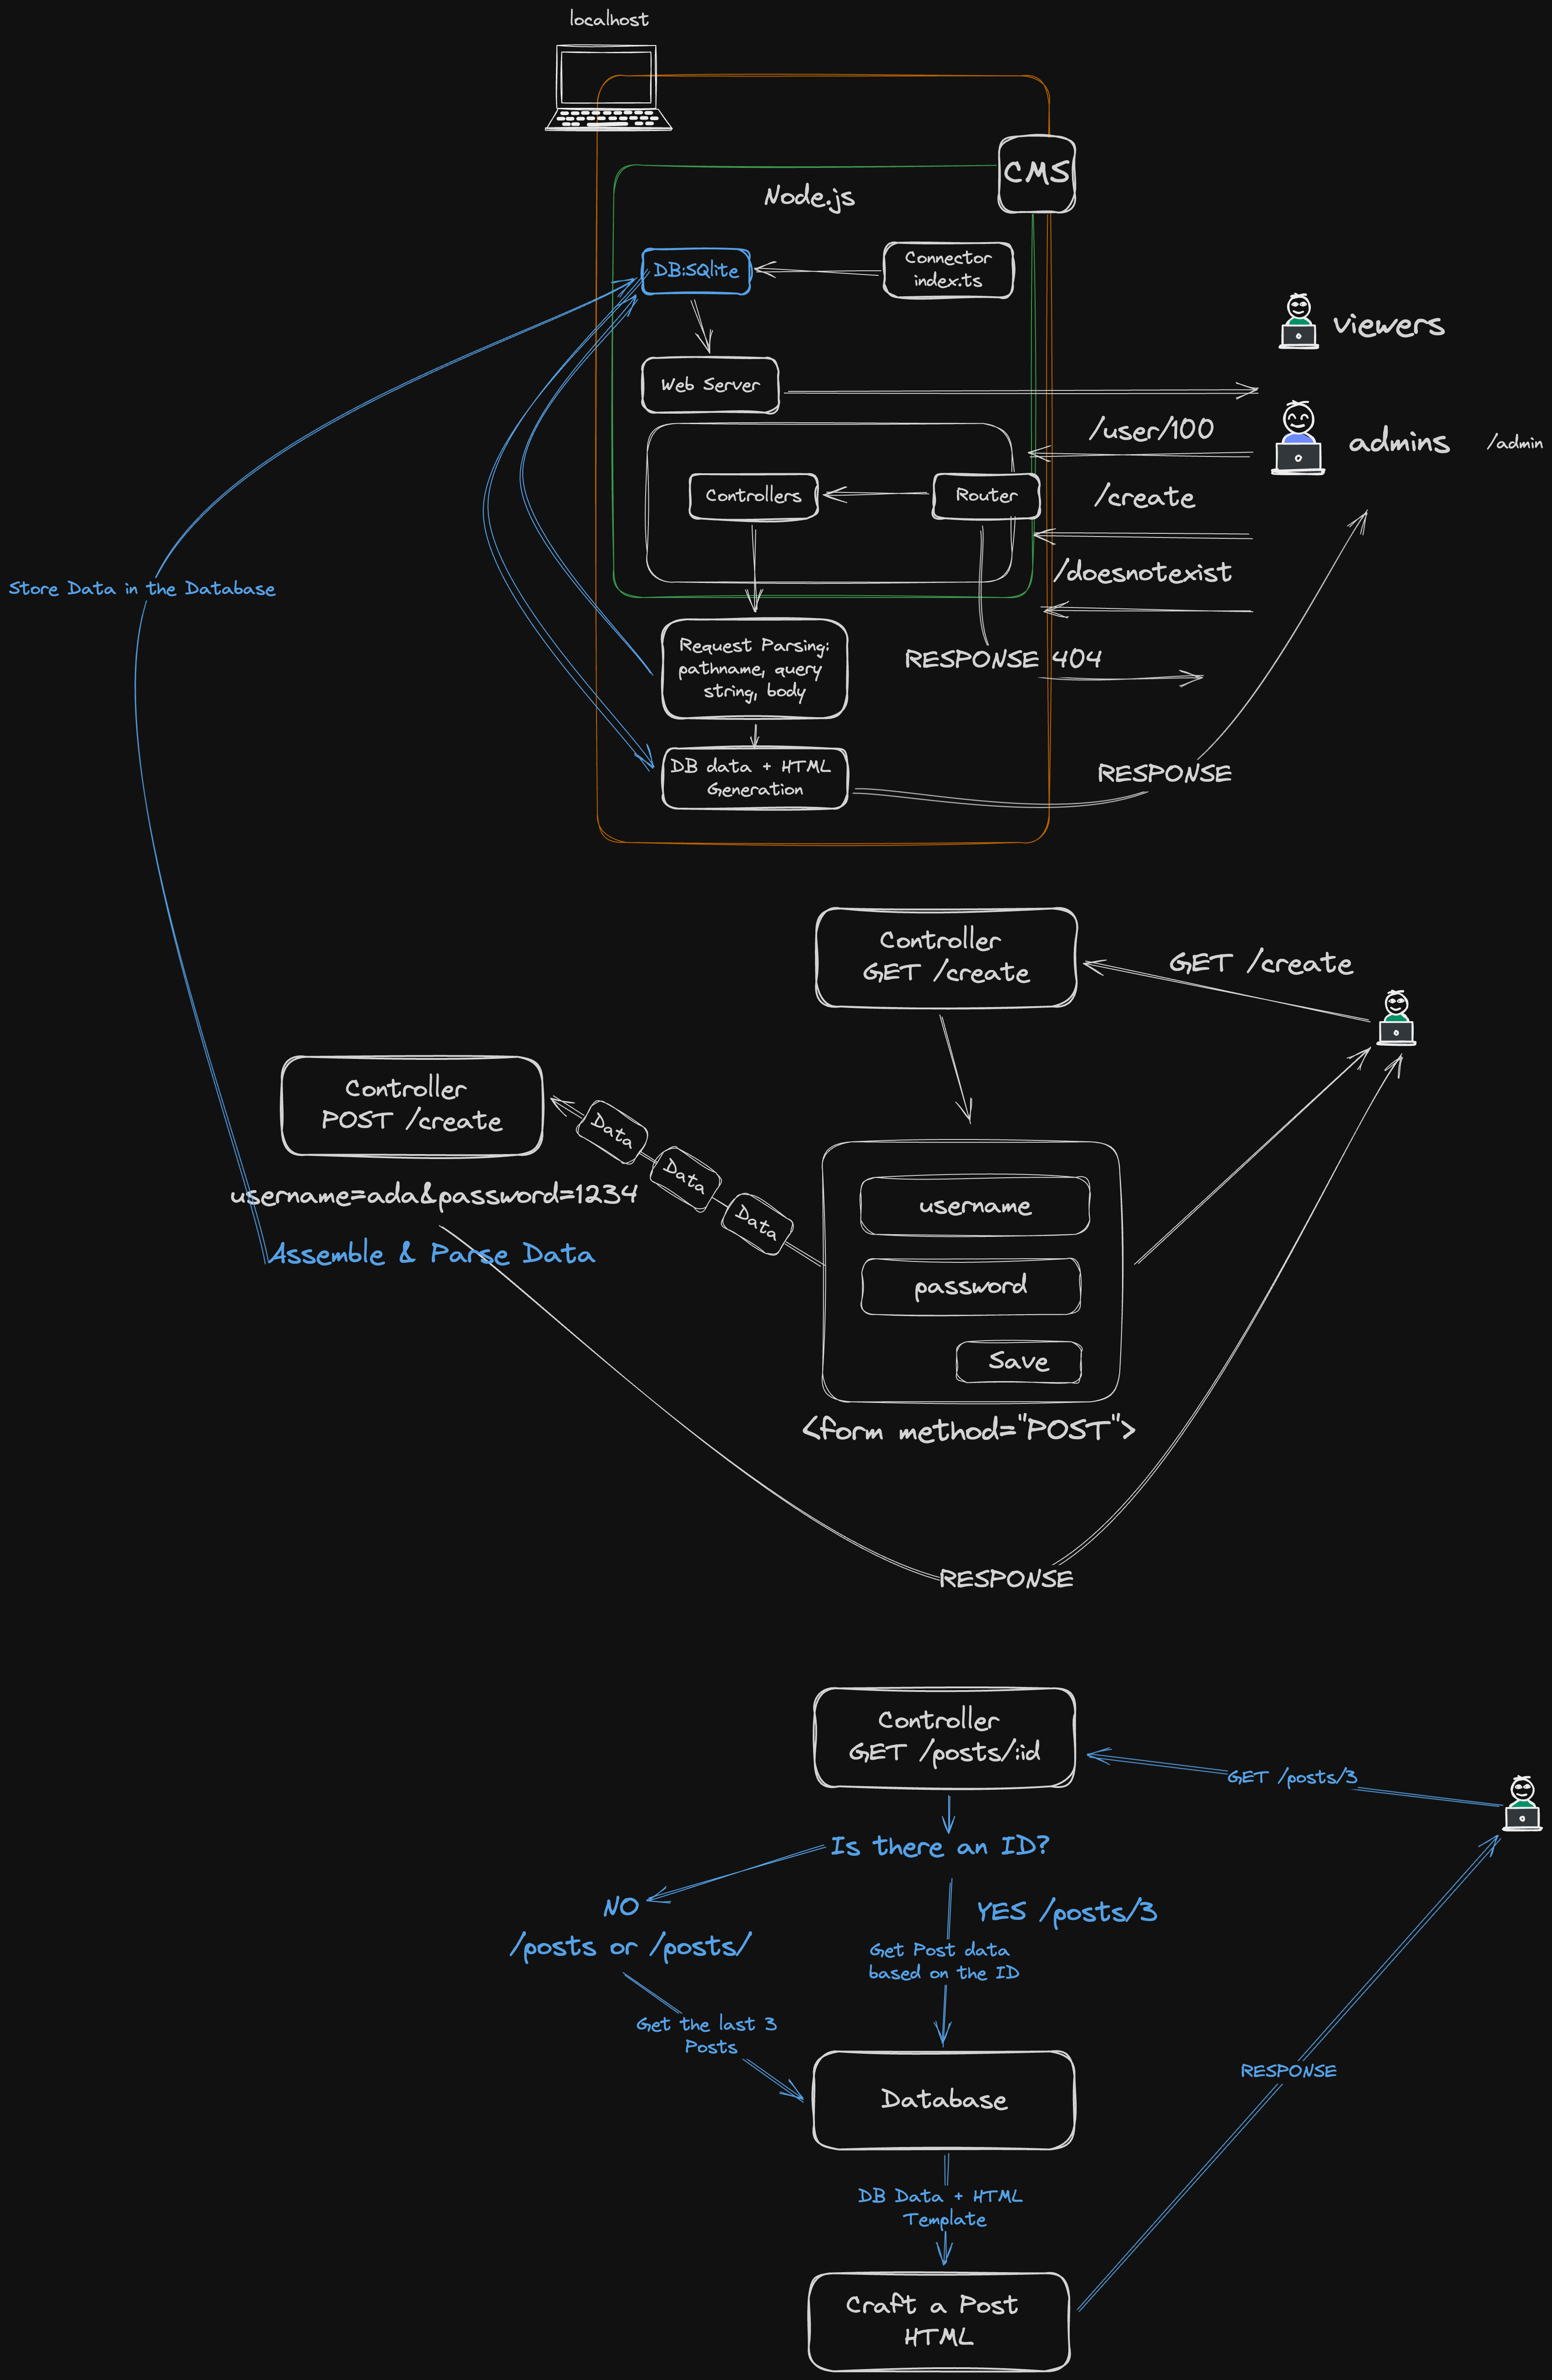 localhost
CMS
Node.js
DB:SQlite
Connector
index.ts
viewers
Web Server
/user/100
admins
/admin
Controllers
Router
/create
/doesnotexist
Store Data in the Database
Request Parsing:
pathname, query
string, body
RESPONSE 404
DB data + HTML
Generation
RESPONSE
Controller
GET /create
GET /create
Controller
POST /create
Data
Data
Data
username=ada&password=1234
Assemble & Parse Data
username
password
Save
<form method="POST">
RESPONSE
Controller
GET /posts/:id
GET /posts/3
Is there an ID?
NO
/posts or /posts/
YES /posts/3
Get Post data
based on the ID
Get the last 3
Posts
Database
RESPONSE
DB Data + HTML
Template
Craft a Post
HTML